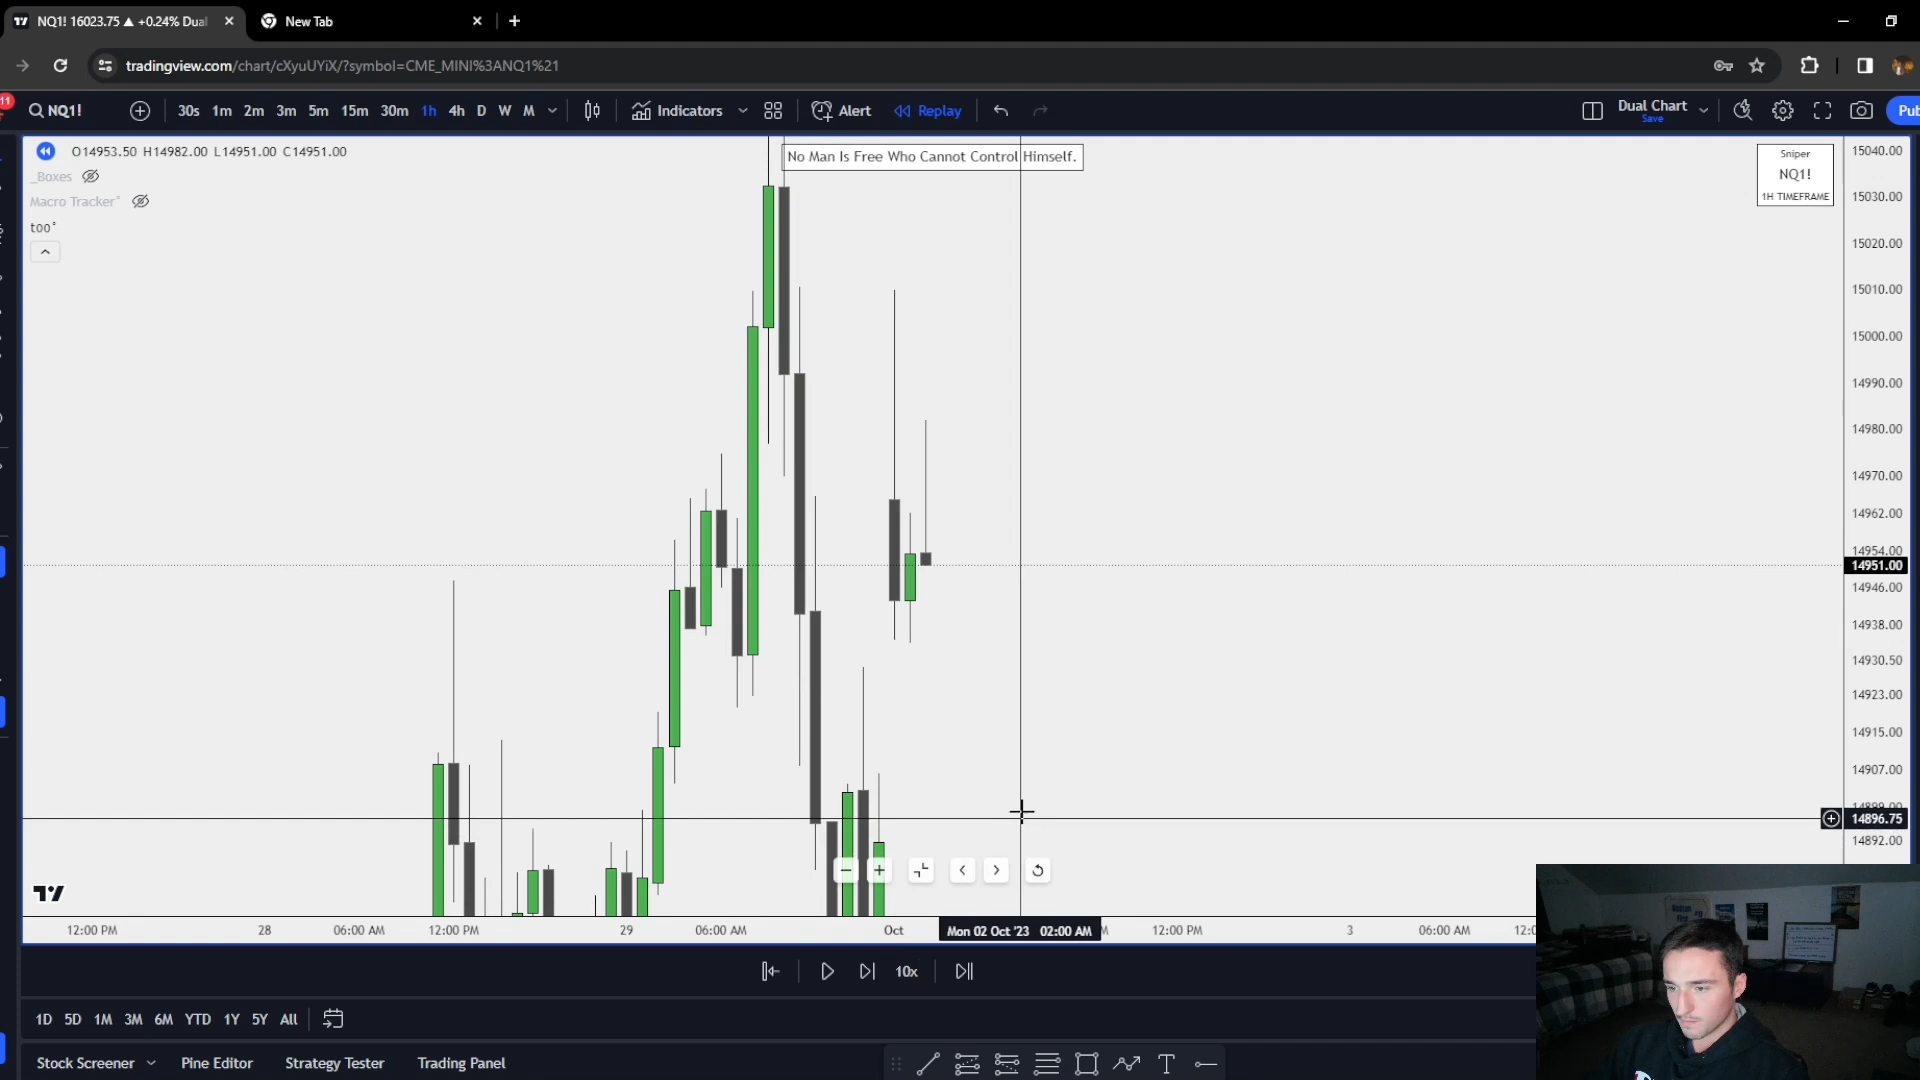 NQ1! 16023.75 ▲ +0.24% Dual
New Tab
tradingview.com/chart/cXyuUYiX/?symbol=CME_MINI%3ANQ1%21
11
NQ1!
30s 1m 2m 3m 5m 15m 30m 1h 4h D W M
Indicators
Alert
Replay
Dual Chart
Save
Pub
O14953.50 H14982.00 L14951.00 C14951.00
_Boxes
Macro Tracker°
too°
No Man Is Free Who Cannot Control Himself.
Sniper
NQ1!
1H TIMEFRAME
15040.00
15030.00
15020.00
15010.00
15000.00
14990.00
14980.00
14970.00
14962.00
14954.00
14951.00
14946.00
14938.00
14930.50
14923.00
14915.00
14907.00
14899.00
14896.75
14892.00
12:00 PM 28 06:00 AM 12:00 PM 29 06:00 AM Oct Mon 02 Oct '23 02:00 AM 12:00 PM 3 06:00 AM
10x
1D 5D 1M 3M 6M YTD 1Y 5Y All
Stock Screener Pine Editor Strategy Tester Trading Panel